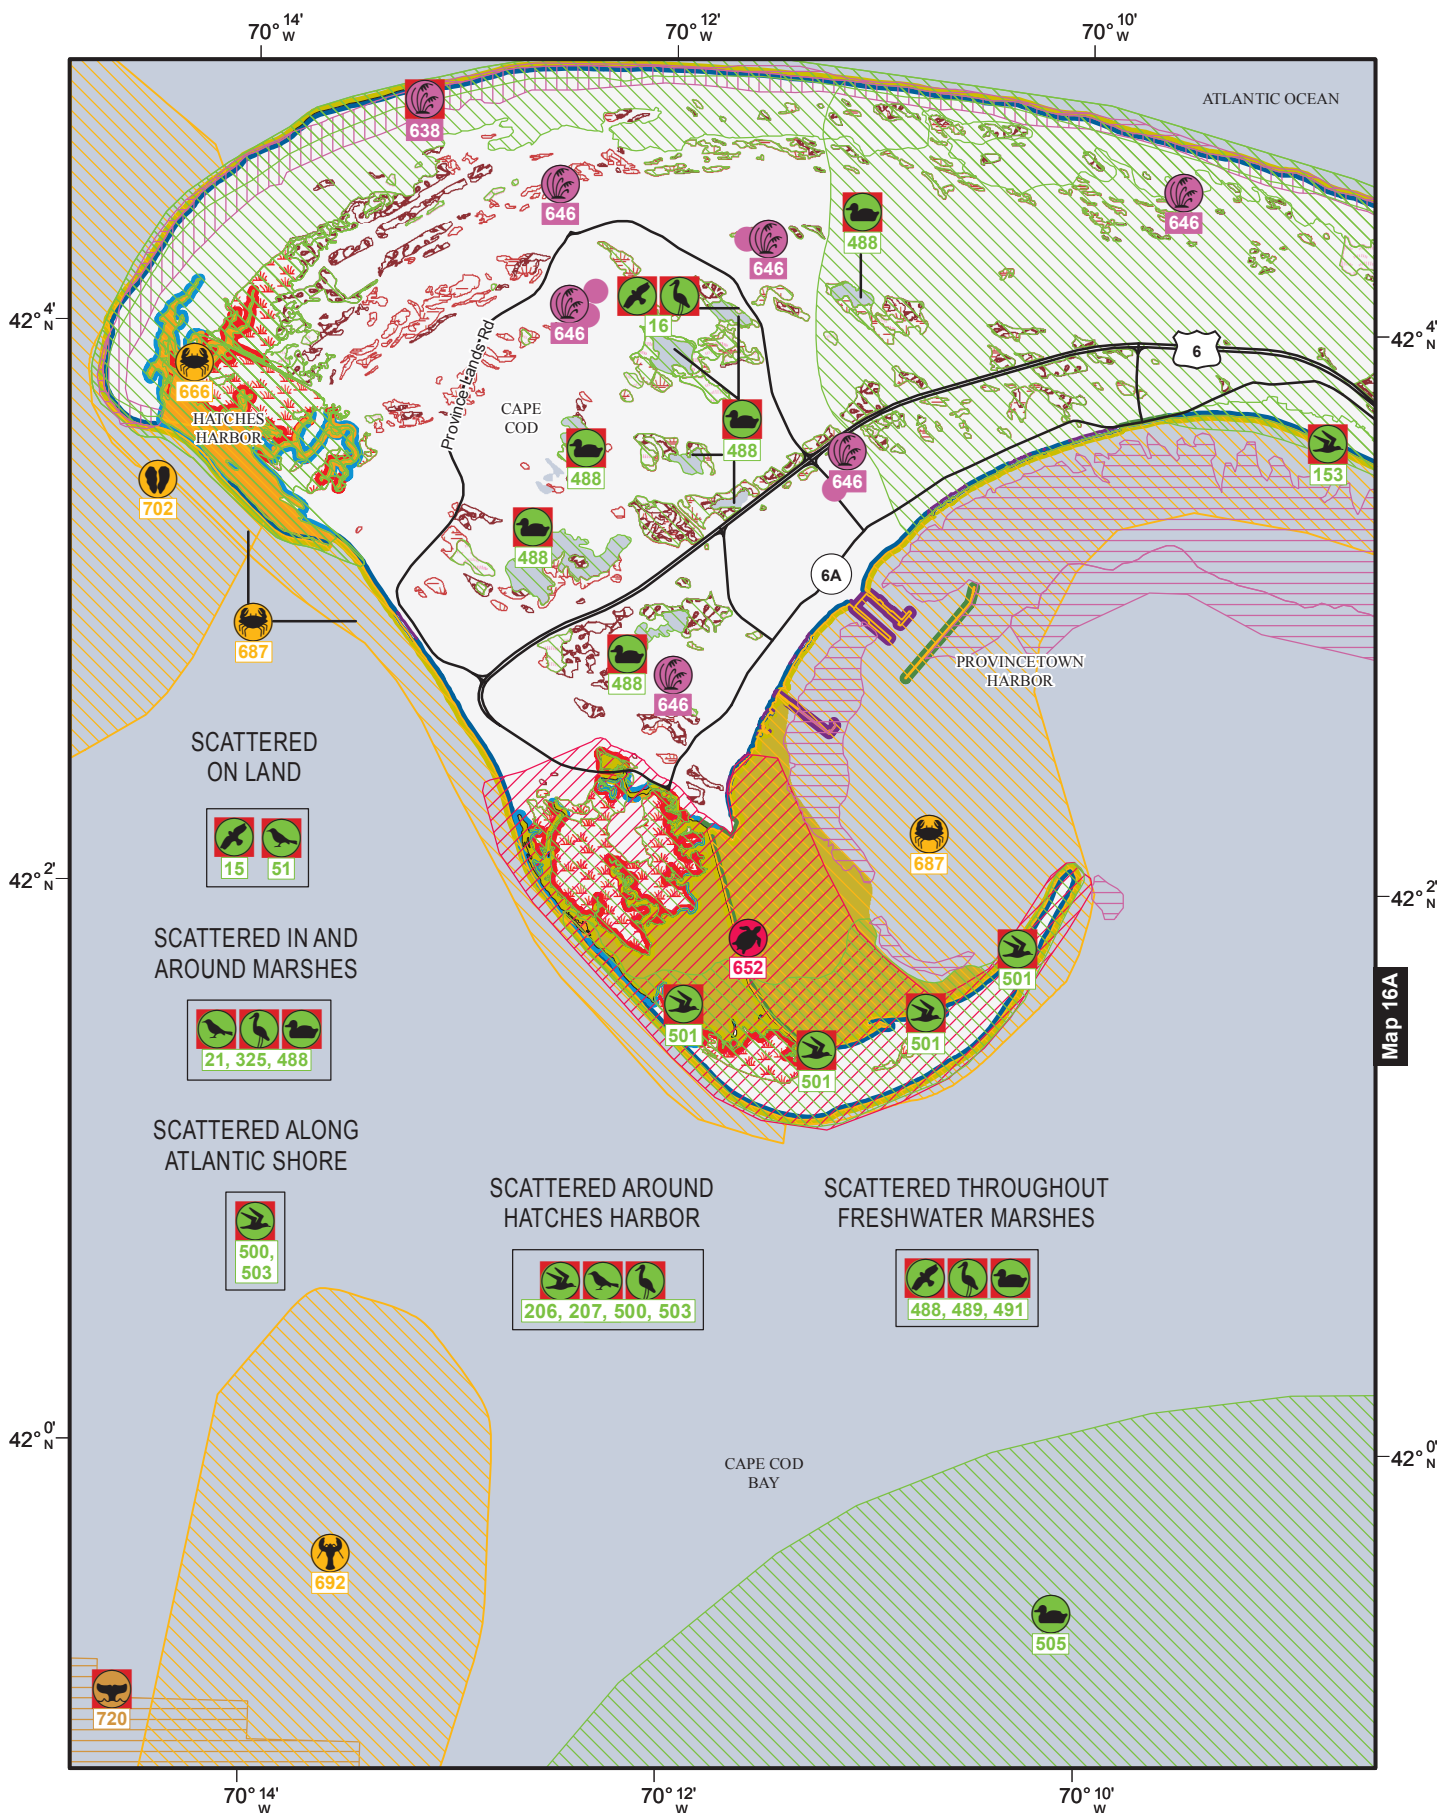 70° 14' W
70° 12' W
70° 10' W
ATLANTIC OCEAN
638
646
646
488
646
646
16
42° 4' N
42° 4' N
6
Province Lands Rd
666
CAPE
COD
HATCHES
HARBOR
488
488
646
153
702
488
6A
687
PROVINCETOWN
HARBOR
488
646
SCATTERED
ON LAND
15
51
687
42° 2' N
42° 2' N
SCATTERED IN AND
AROUND MARSHES
652
501
501
501
501
Map 16A
21, 325, 488
SCATTERED ALONG
ATLANTIC SHORE
500,
503
SCATTERED AROUND
HATCHES HARBOR
206, 207, 500, 503
SCATTERED THROUGHOUT
FRESHWATER MARSHES
488, 489, 491
42° 0' N
42° 0' N
CAPE COD
BAY
692
505
720
70° 14' W
70° 12' W
70° 10' W